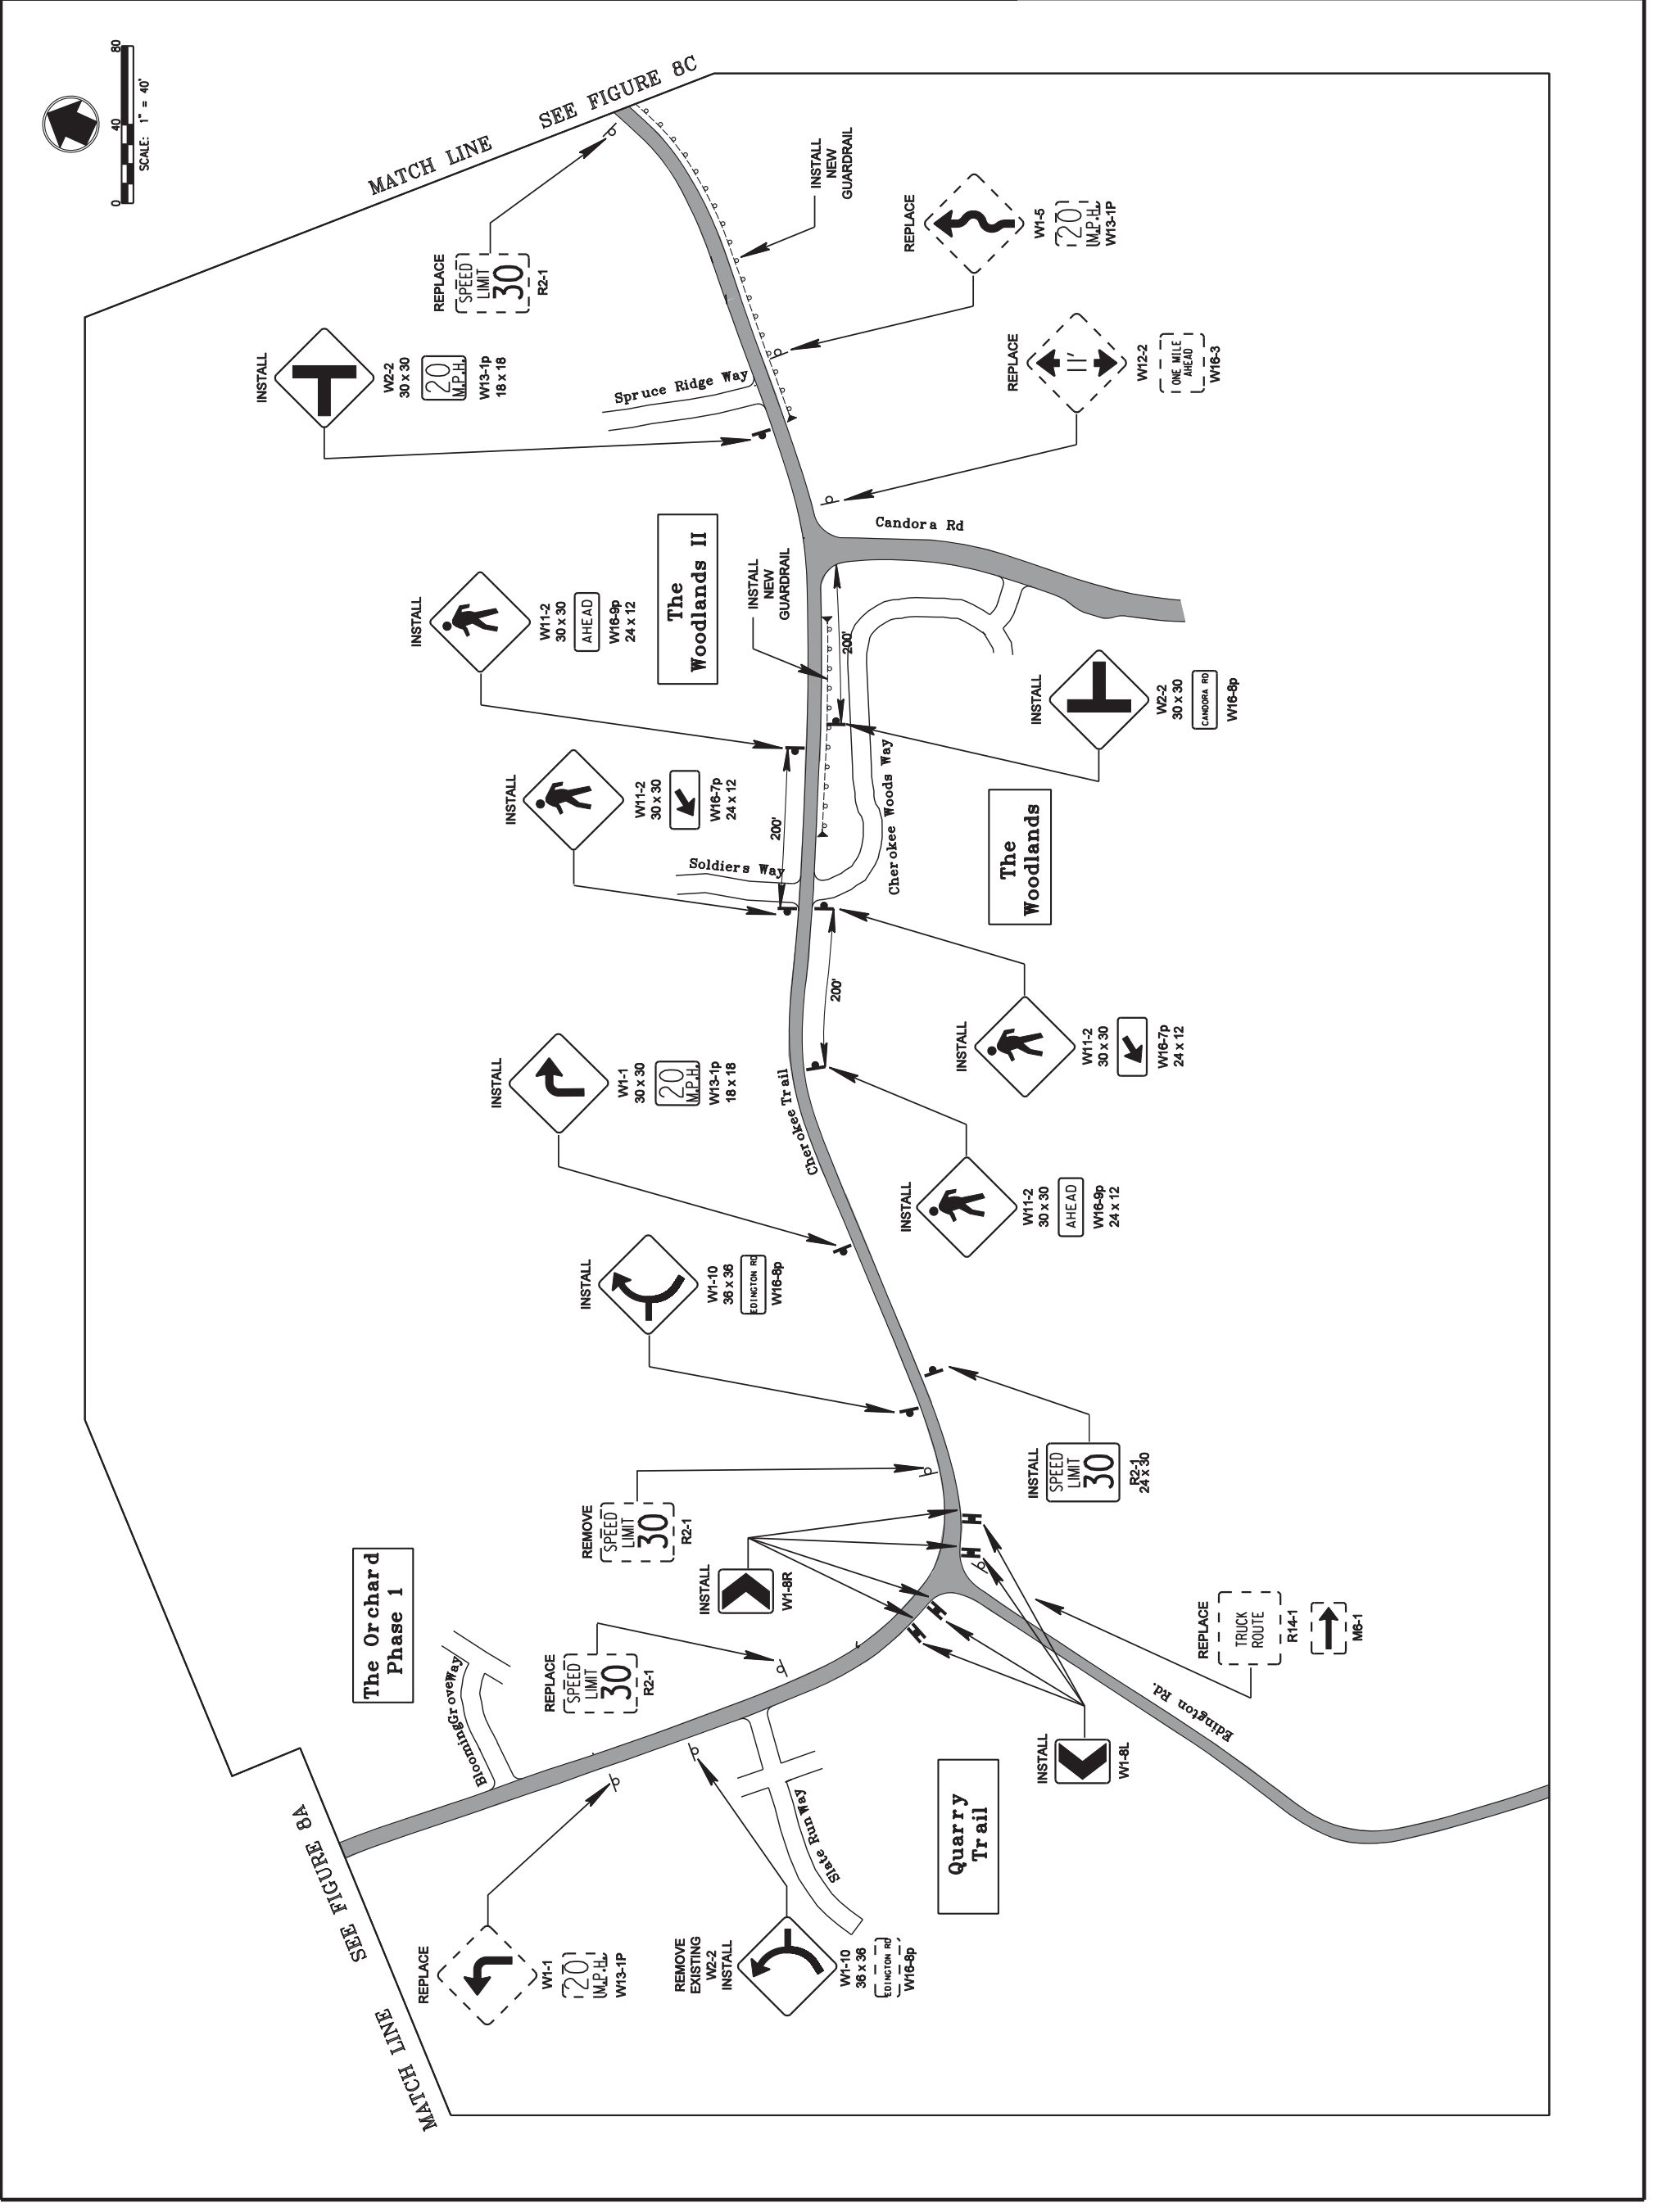 MATCH LINE
SEE FIGURE 8A
MATCH LINE
SEE FIGURE 8C
0
40
80
SCALE: 1" = 40'
REPLACE
W1-1
20
M.P.H.
W13-1P
REMOVE
EXISTING
W2-2
INSTALL
W1-10
36 x 36
EDINGTON RD
W16-8p
The Orchard
Phase 1
BloomingGroveWay
Slate RunWay
Quarry
Trail
REPLACE
SPEED
LIMIT
30
R2-1
REMOVE
SPEED
LIMIT
30
R2-1
INSTALL
W1-8R
INSTALL
W1-8L
REPLACE
TRUCK
ROUTE
R14-1
M6-1
Edington Rd.
INSTALL
SPEED
LIMIT
30
R2-1
24 x 30
INSTALL
W1-10
36 x 36
EDINGTON RD
W16-8p
INSTALL
W1-1
30 x 30
20
M.P.H.
W13-1p
18 x 18
Cherokee Trail
INSTALL
W11-2
30 x 30
AHEAD
W16-9p
24 x 12
200'
INSTALL
W11-2
30 x 30
W16-7p
24 x 12
INSTALL
W11-2
30 x 30
W16-7p
24 x 12
Soldiers Way
200'
Cherokee Woods Way
The
Woodlands
INSTALL
W11-2
30 x 30
AHEAD
W16-9p
24 x 12
The
Woodlands II
INSTALL
NEW
GUARDRAIL
200'
INSTALL
W2-2
30 x 30
CANDORA RD
W16-8p
Candora Rd
INSTALL
W2-2
30 x 30
20
M.P.H.
W13-1p
18 x 18
Spruce Ridge Way
REPLACE
W12-2
ONE MILE
AHEAD
W16-3
REPLACE
W1-5
20
M.P.H.
W13-1P
REPLACE
SPEED
LIMIT
30
R2-1
INSTALL
NEW
GUARDRAIL